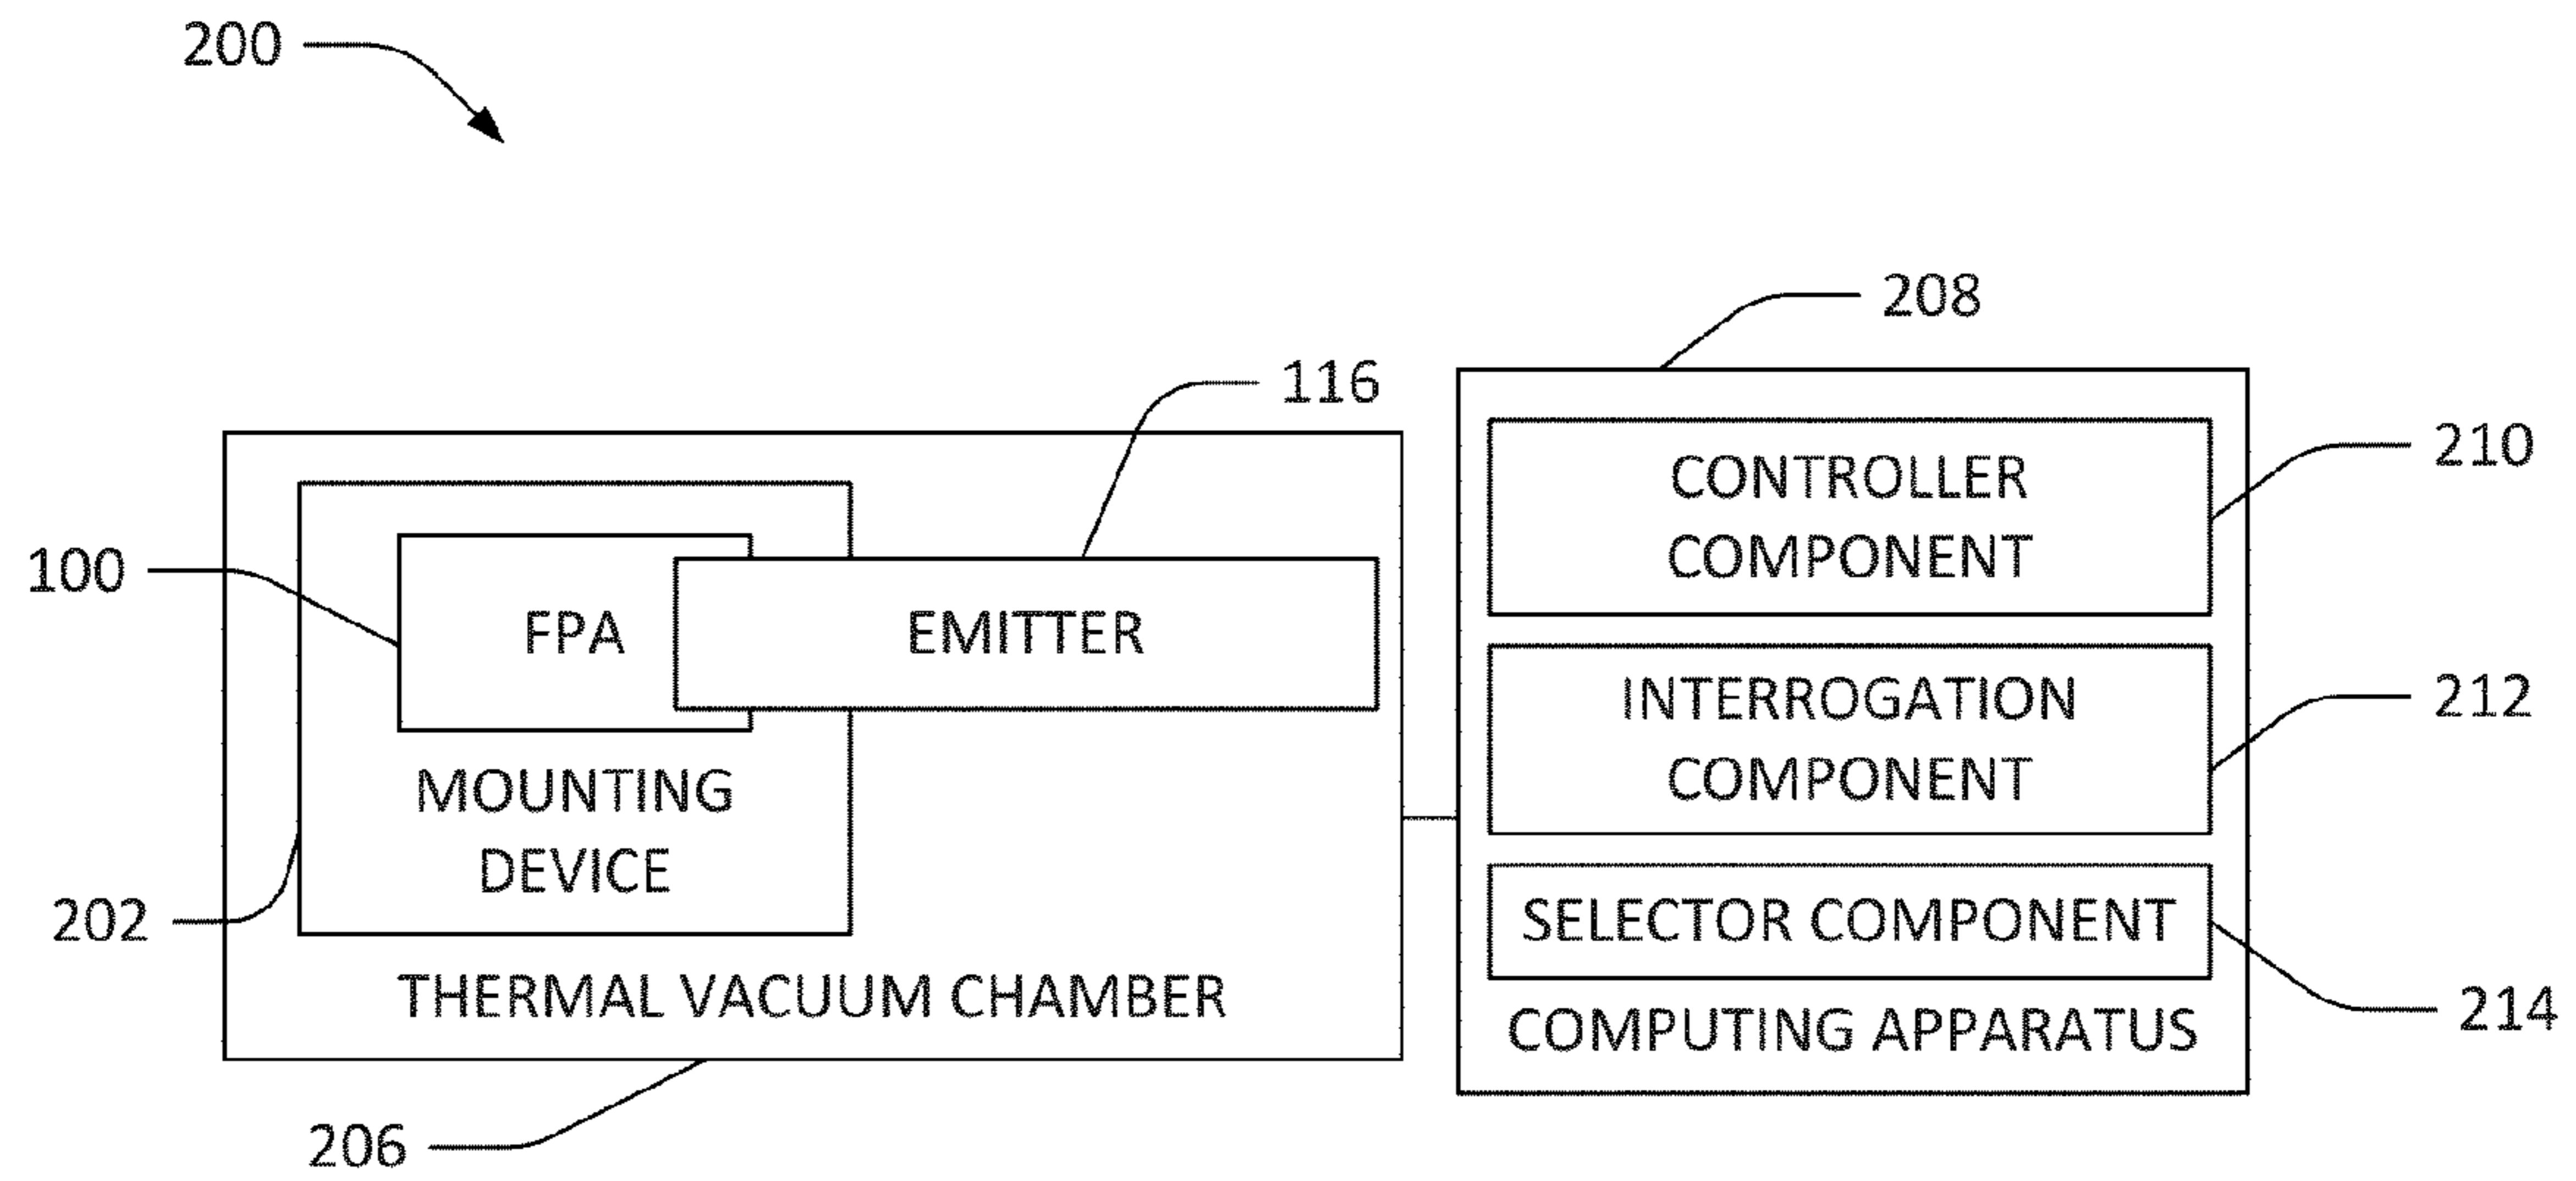 200
208
116
CONTROLLER
COMPONENT
210
100
FPA
EMITTER
INTERROGATION
COMPONENT
212
MOUNTING
DEVICE
202
SELECTOR COMPONENT
214
THERMAL VACUUM CHAMBER
COMPUTING APPARATUS
206